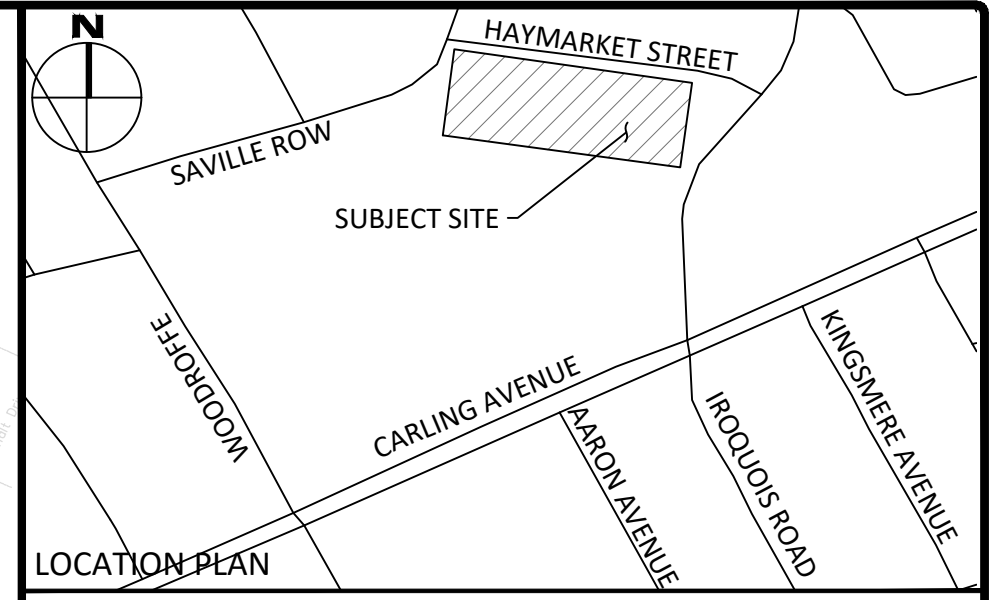 N
HAYMARKET STREET
SAVILLE ROW
SUBJECT SITE
WOODROFFE
CARLING AVENUE
KINGSMERE AVENUE
IROQUOIS ROAD
AARON AVENUE
LOCATION PLAN